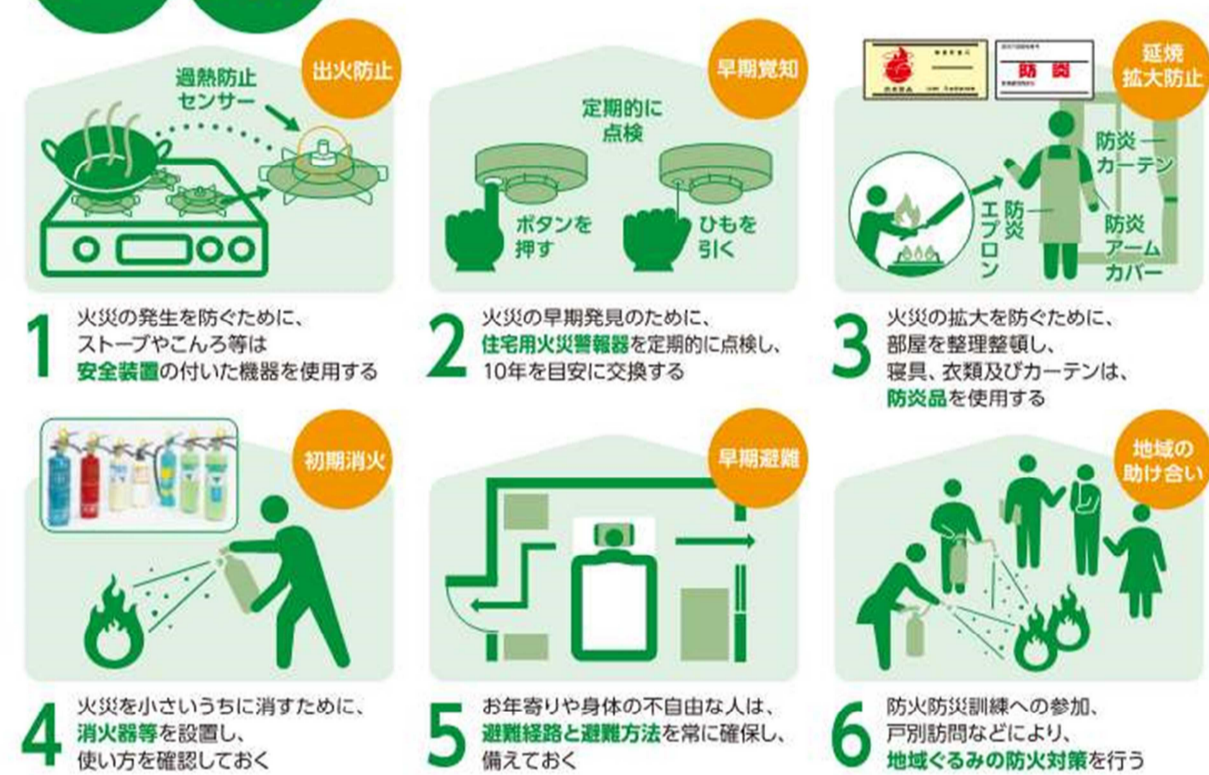 出火防止
過熱防止
センサー
1
火災の発生を防ぐために、
ストーブやこんろ等は
安全装置の付いた機器を使用する
早期覚知
定期的に
点検
ボタンを
押す
ひもを
引く
2
火災の早期発見のために、
住宅用火災警報器を定期的に点検し、
10年を目安に交換する
延焼
拡大防止
防炎
防炎
カーテン
防炎
エプロン
防炎
アーム
カバー
3
火災の拡大を防ぐために、
部屋を整理整頓し、
寝具、衣類及びカーテンは、
防炎品を使用する
初期消火
4
火災を小さいうちに消すために、
消火器等を設置し、
使い方を確認しておく
早期避難
5
お年寄りや身体の不自由な人は、
避難経路と避難方法を常に確保し、
備えておく
地域の
助け合い
6
防火防災訓練への参加、
戸別訪問などにより、
地域ぐるみの防火対策を行う